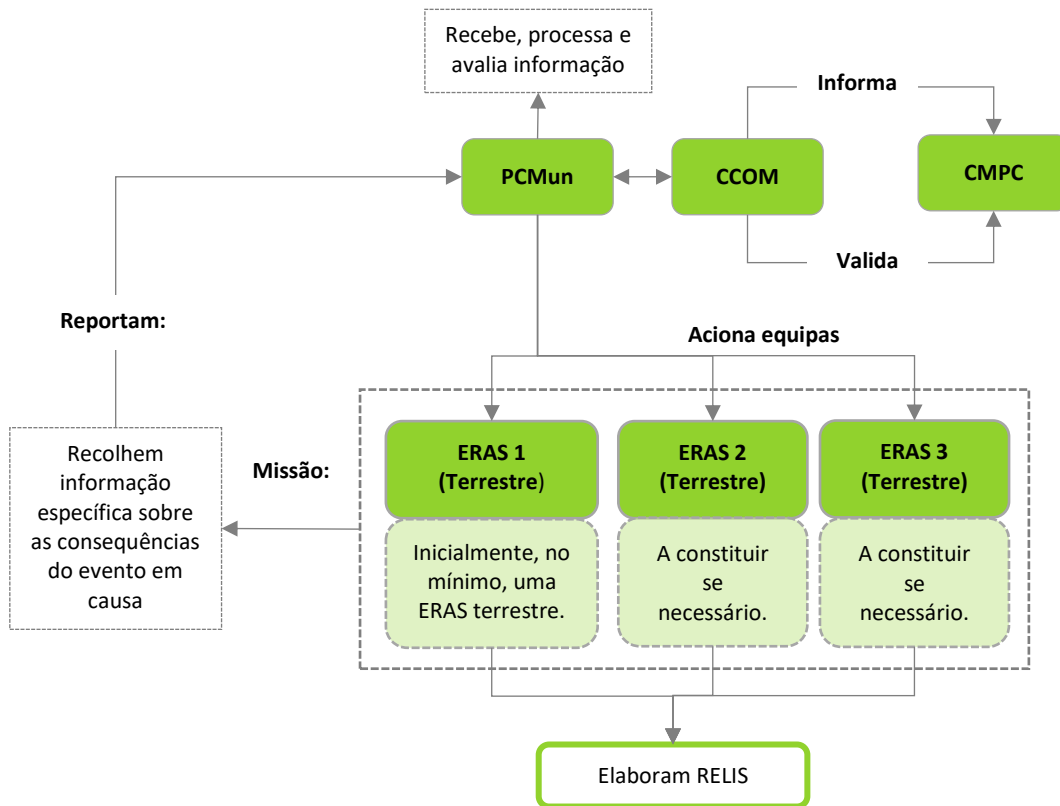 Recebe, processa e
avalia informação
Informa
PCMun
CCOM
CMPC
Valida
Reportam:
Aciona equipas
Recolhem
informação
específica sobre
as consequências
do evento em
causa
Missão:
ERAS 1
(Terrestre)
ERAS 2
(Terrestre)
ERAS 3
(Terrestre)
Inicialmente, no
mínimo, uma
ERAS terrestre.
A constituir
se
necessário.
A constituir
se
necessário.
Elaboram RELIS